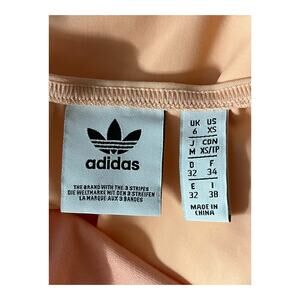 adidas
THE BRAND WITH THE 3 STRIPES
DIE WELTMARKE MIT DEN 3 STREIFEN
LA MARQUE AUX 3 BANDES
UK US
6 XS
J CON
M XS/TP
D F
32 34
E I
32 38
MADE IN
CHINA